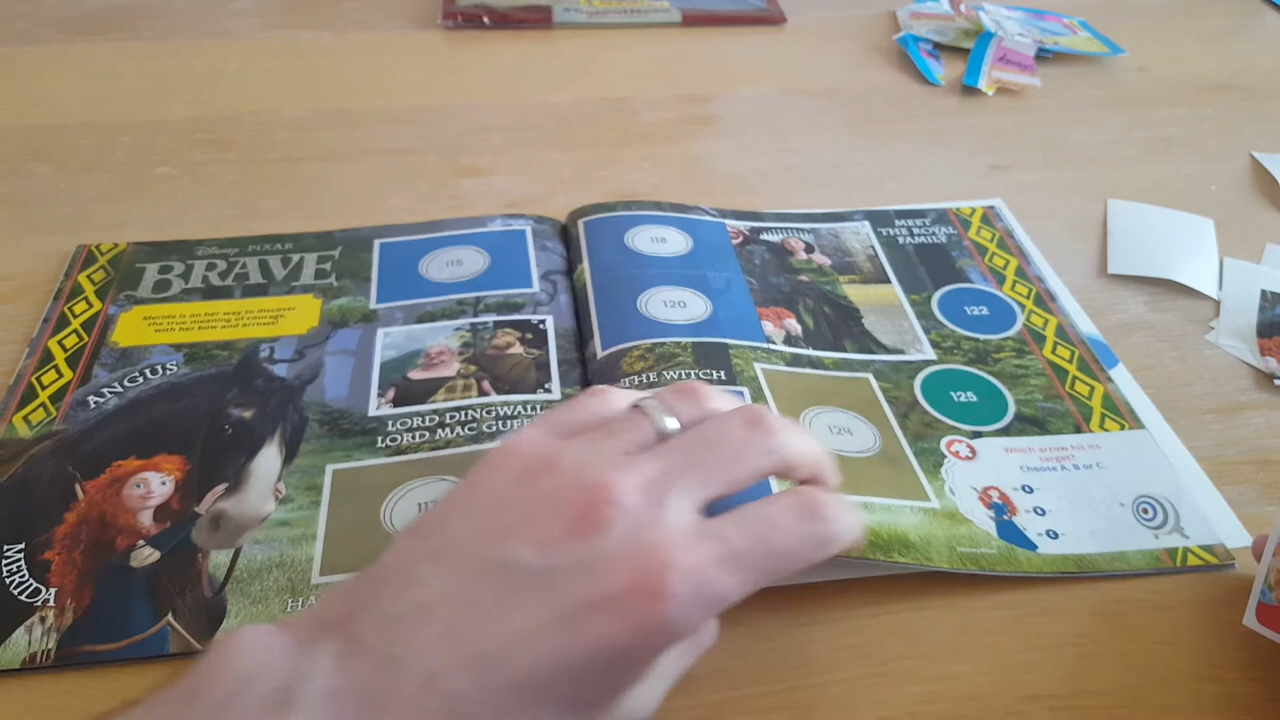 Disney · PIXAR
BRAVE
Merida is on her way to discover
the true meaning of courage,
with her bow and arrows!
ANGUS
MERIDA
115
LORD DINGWALL
LORD MAC GUFF
HA
118
120
THE WITCH
MEET
THE ROYAL
FAMILY
122
125
124
Which arrow hit its
target?
Choose A, B or C.